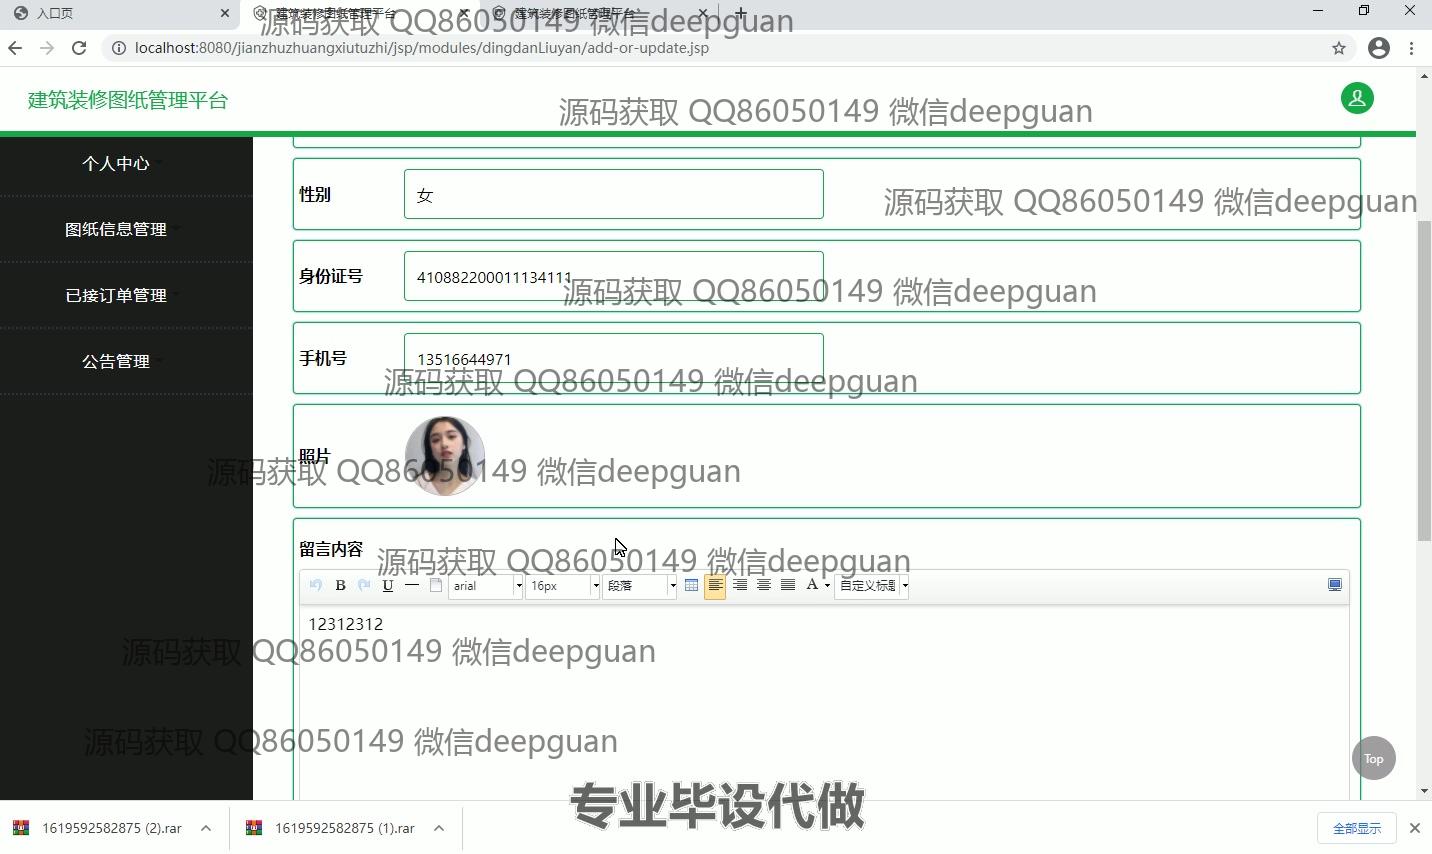 入口页
建筑装修图纸管理平台
建筑装修图纸管理平台
源码获取 QQ86050149 微信deepguan
localhost:8080/jianzhuzhuangxiutuzhi/jsp/modules/dingdanLiuyan/add-or-update.jsp
建筑装修图纸管理平台
源码获取 QQ86050149 微信deepguan
个人中心
性别
女
源码获取 QQ86050149 微信deepguan
图纸信息管理
身份证号
410882200011134111
源码获取 QQ86050149 微信deepguan
已接订单管理
手机号
13516644971
公告管理
源码获取 QQ86050149 微信deepguan
照片
源码获取 QQ86050149 微信deepguan
留言内容
源码获取 QQ86050149 微信deepguan
B U arial 16px 段落 A 自定义标题
12312312
源码获取 QQ86050149 微信deepguan
源码获取 QQ86050149 微信deepguan
Top
专业毕设代做
1619592582875 (2).rar
1619592582875 (1).rar
全部显示